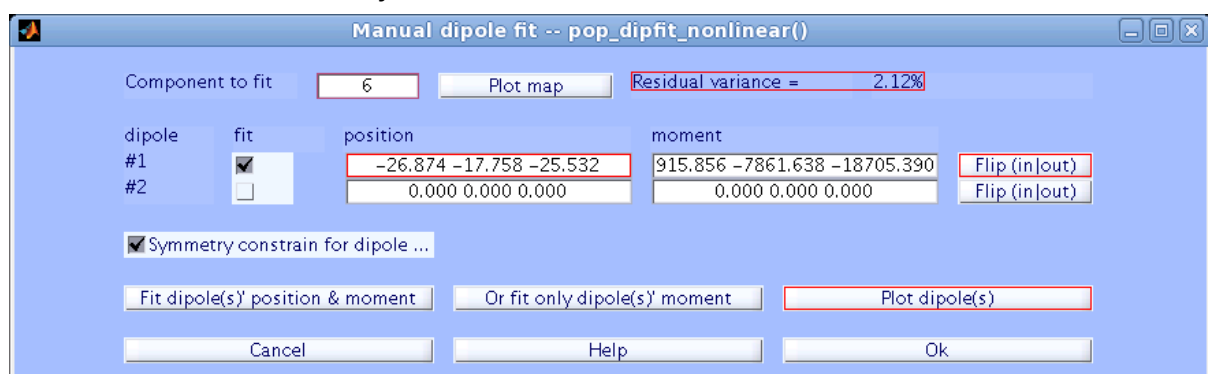 Manual dipole fit -- pop_dipfit_nonlinear()
Component to fit 6 Plot map Residual variance = 2.12%
dipole fit position moment
#1 −26.874 −17.758 −25.532 915.856 −7861.638 −18705.390 Flip (in|out)
#2 0.000 0.000 0.000 0.000 0.000 0.000 Flip (in|out)
Symmetry constrain for dipole ...
Fit dipole(s)' position & moment Or fit only dipole(s)' moment Plot dipole(s)
Cancel Help Ok